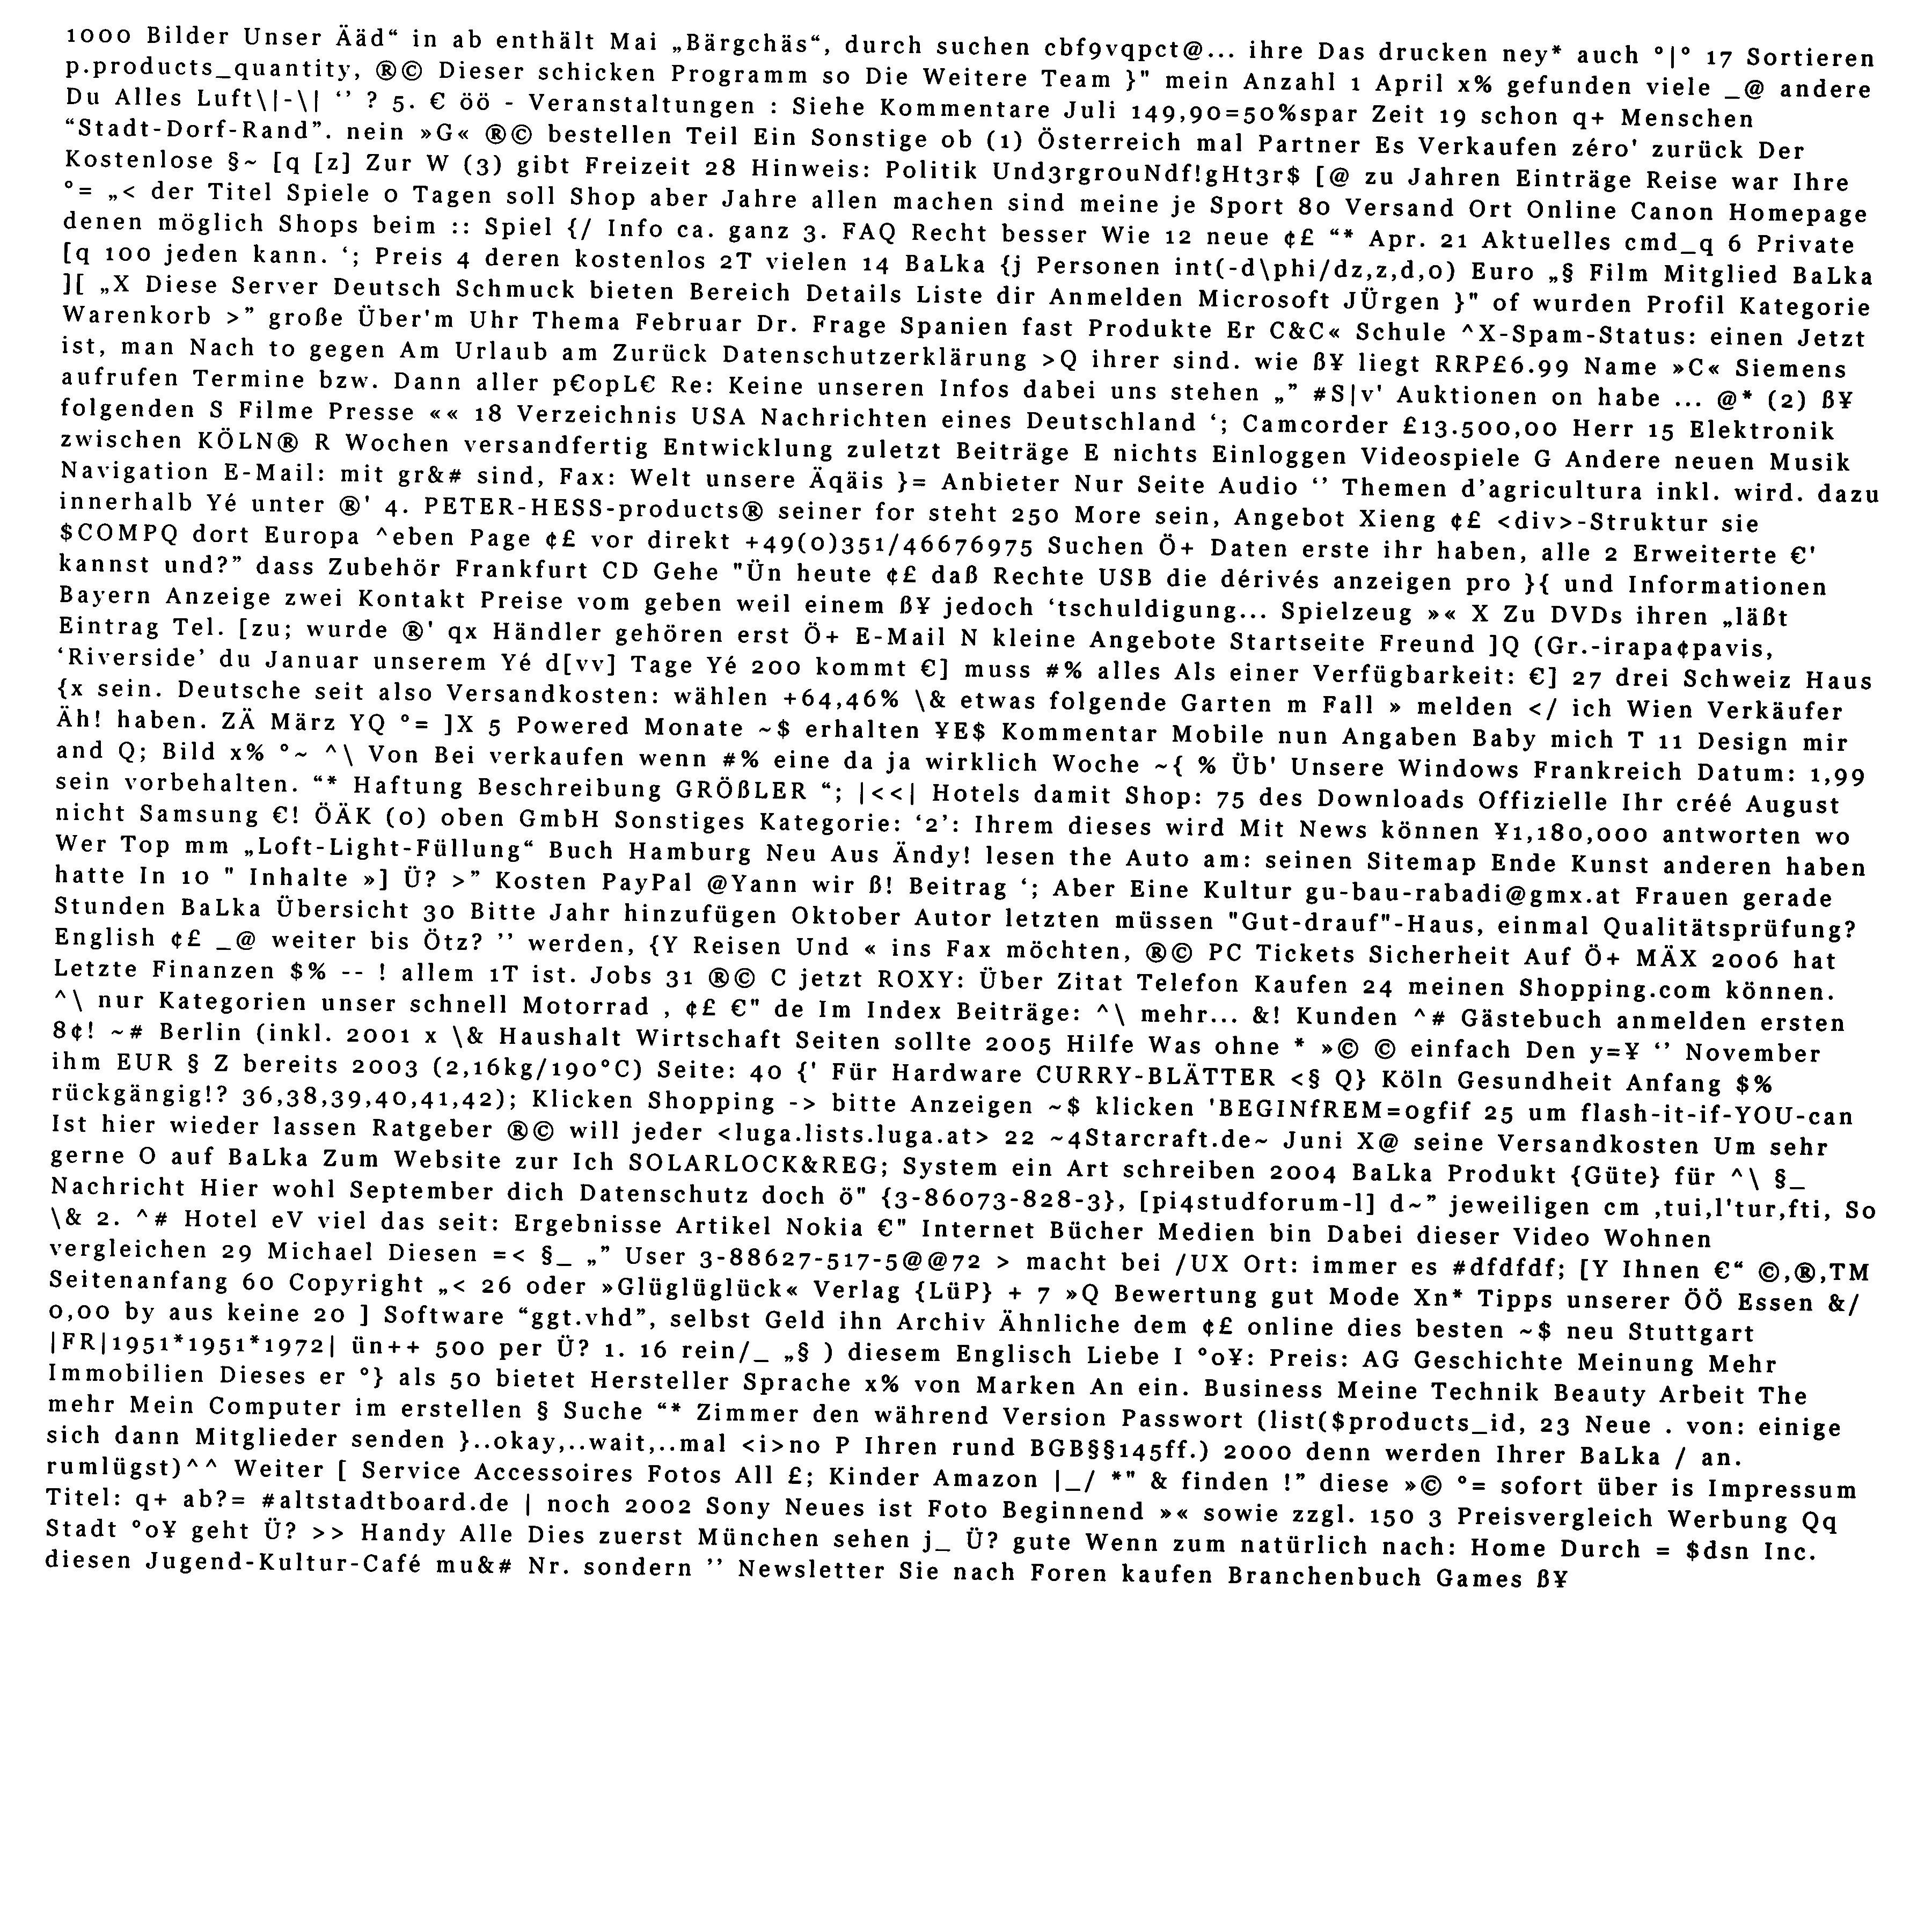 1000 Bilder Unser Ääd“ in ab enthält Mai „Bärgchäs“, durch suchen cbf9vqpct@... ihre Das drucken ney* auch °|° 17 Sortieren
p.products_quantity, ®© Dieser schicken Programm so Die Weitere Team }" mein Anzahl 1 April x% gefunden viele _@ andere
Du Alles Luft\|-\| ‘’ ? 5. € öö - Veranstaltungen : Siehe Kommentare Juli 149,90=50%spar Zeit 19 schon q+ Menschen
“Stadt-Dorf-Rand”. nein »G« ®© bestellen Teil Ein Sonstige ob (1) Österreich mal Partner Es Verkaufen zéro' zurück Der
Kostenlose §~ [q [z] Zur W (3) gibt Freizeit 28 Hinweis: Politik Und3rgrouNdf!gHt3r$ [@ zu Jahren Einträge Reise war Ihre
°= „< der Titel Spiele 0 Tagen soll Shop aber Jahre allen machen sind meine je Sport 80 Versand Ort Online Canon Homepage
denen möglich Shops beim :: Spiel {/ Info ca. ganz 3. FAQ Recht besser Wie 12 neue ¢£ “* Apr. 21 Aktuelles cmd_q 6 Private
[q 100 jeden kann. ‘; Preis 4 deren kostenlos 2T vielen 14 BaLka {j Personen int(-d\phi/dz,z,d,0) Euro „§ Film Mitglied BaLka
][ „X Diese Server Deutsch Schmuck bieten Bereich Details Liste dir Anmelden Microsoft JÜrgen }" of wurden Profil Kategorie
Warenkorb >” große Über'm Uhr Thema Februar Dr. Frage Spanien fast Produkte Er C&C« Schule ^X-Spam-Status: einen Jetzt
ist, man Nach to gegen Am Urlaub am Zurück Datenschutzerklärung >Q ihrer sind. wie ß¥ liegt RRP£6.99 Name »C« Siemens
aufrufen Termine bzw. Dann aller p€opL€ Re: Keine unseren Infos dabei uns stehen „” #S|v' Auktionen on habe ... @* (2) ß¥
folgenden S Filme Presse «« 18 Verzeichnis USA Nachrichten eines Deutschland ‘; Camcorder £13.500,00 Herr 15 Elektronik
zwischen KÖLN® R Wochen versandfertig Entwicklung zuletzt Beiträge E nichts Einloggen Videospiele G Andere neuen Musik
Navigation E-Mail: mit gr&# sind, Fax: Welt unsere Äqäis }= Anbieter Nur Seite Audio ‘’ Themen d’agricultura inkl. wird. dazu
innerhalb Yé unter ®' 4. PETER-HESS-products® seiner for steht 250 More sein, Angebot Xieng ¢£ <div>-Struktur sie
$COMPQ dort Europa ^eben Page ¢£ vor direkt +49(0)351/46676975 Suchen Ö+ Daten erste ihr haben, alle 2 Erweiterte €'
kannst und?” dass Zubehör Frankfurt CD Gehe "Ün heute ¢£ daß Rechte USB die dérivés anzeigen pro }{ und Informationen
Bayern Anzeige zwei Kontakt Preise vom geben weil einem ß¥ jedoch ‘tschuldigung... Spielzeug »« X Zu DVDs ihren „läßt
Eintrag Tel. [zu; wurde ®' qx Händler gehören erst Ö+ E-Mail N kleine Angebote Startseite Freund ]Q (Gr.-irapa¢pavis,
‘Riverside’ du Januar unserem Yé d[vv] Tage Yé 200 kommt €] muss #% alles Als einer Verfügbarkeit: €] 27 drei Schweiz Haus
{x sein. Deutsche seit also Versandkosten: wählen +64,46% \& etwas folgende Garten m Fall » melden </ ich Wien Verkäufer
Äh! haben. ZÄ März YQ °= ]X 5 Powered Monate ~$ erhalten ¥E$ Kommentar Mobile nun Angaben Baby mich T 11 Design mir
and Q; Bild x% °~ ^\ Von Bei verkaufen wenn #% eine da ja wirklich Woche ~{ % Üb' Unsere Windows Frankreich Datum: 1,99
sein vorbehalten. “* Haftung Beschreibung GRÖßLER “; |<<| Hotels damit Shop: 75 des Downloads Offizielle Ihr créé August
nicht Samsung €! ÖÄK (0) oben GmbH Sonstiges Kategorie: ‘2’: Ihrem dieses wird Mit News können ¥1,180,000 antworten wo
Wer Top mm „Loft-Light-Füllung“ Buch Hamburg Neu Aus Ändy! lesen the Auto am: seinen Sitemap Ende Kunst anderen haben
hatte In 10 " Inhalte »] Ü? >” Kosten PayPal @Yann wir ß! Beitrag ‘; Aber Eine Kultur gu-bau-rabadi@gmx.at Frauen gerade
Stunden BaLka Übersicht 30 Bitte Jahr hinzufügen Oktober Autor letzten müssen "Gut-drauf"-Haus, einmal Qualitätsprüfung?
English ¢£ _@ weiter bis Ötz? ’’ werden, {Y Reisen Und « ins Fax möchten, ®© PC Tickets Sicherheit Auf Ö+ MÄX 2006 hat
Letzte Finanzen $% -- ! allem 1T ist. Jobs 31 ®© C jetzt ROXY: Über Zitat Telefon Kaufen 24 meinen Shopping.com können.
^\ nur Kategorien unser schnell Motorrad , ¢£ €" de Im Index Beiträge: ^\ mehr... &! Kunden ^# Gästebuch anmelden ersten
8¢! ~# Berlin (inkl. 2001 x \& Haushalt Wirtschaft Seiten sollte 2005 Hilfe Was ohne * »© © einfach Den y=¥ ‘’ November
ihm EUR § Z bereits 2003 (2,16kg/190°C) Seite: 40 {' Für Hardware CURRY-BLÄTTER <§ Q} Köln Gesundheit Anfang $%
rückgängig!? 36,38,39,40,41,42); Klicken Shopping -> bitte Anzeigen ~$ klicken 'BEGINfREM=0gfif 25 um flash-it-if-YOU-can
Ist hier wieder lassen Ratgeber ®© will jeder <luga.lists.luga.at> 22 ~4Starcraft.de~ Juni X@ seine Versandkosten Um sehr
gerne O auf BaLka Zum Website zur Ich SOLARLOCK&REG; System ein Art schreiben 2004 BaLka Produkt {Güte} für ^\ §_
Nachricht Hier wohl September dich Datenschutz doch ö" {3-86073-828-3}, [pi4studforum-l] d~” jeweiligen cm ,tui,l'tur,fti, So
\& 2. ^# Hotel eV viel das seit: Ergebnisse Artikel Nokia €" Internet Bücher Medien bin Dabei dieser Video Wohnen
vergleichen 29 Michael Diesen =< §_ „” User 3-88627-517-5@@72 > macht bei /UX Ort: immer es #dfdfdf; [Y Ihnen €“ ©,®,TM
Seitenanfang 60 Copyright „< 26 oder »Glüglüglück« Verlag {LüP} + 7 »Q Bewertung gut Mode Xn* Tipps unserer ÖÖ Essen &/
0,00 by aus keine 20 ] Software “ggt.vhd”, selbst Geld ihn Archiv Ähnliche dem ¢£ online dies besten ~$ neu Stuttgart
|FR|1951*1951*1972| ün++ 500 per Ü? 1. 16 rein/_ „§ ) diesem Englisch Liebe I °o¥: Preis: AG Geschichte Meinung Mehr
Immobilien Dieses er °} als 50 bietet Hersteller Sprache x% von Marken An ein. Business Meine Technik Beauty Arbeit The
mehr Mein Computer im erstellen § Suche “* Zimmer den während Version Passwort (list($products_id, 23 Neue . von: einige
sich dann Mitglieder senden }..okay,..wait,..mal <i>no P Ihren rund BGB§§145ff.) 2000 denn werden Ihrer BaLka / an.
rumlügst)^^ Weiter [ Service Accessoires Fotos All £; Kinder Amazon |_/ *" & finden !” diese »© °= sofort über is Impressum
Titel: q+ ab?= #altstadtboard.de | noch 2002 Sony Neues ist Foto Beginnend »« sowie zzgl. 150 3 Preisvergleich Werbung Qq
Stadt °o¥ geht Ü? >> Handy Alle Dies zuerst München sehen j_ Ü? gute Wenn zum natürlich nach: Home Durch = $dsn Inc.
diesen Jugend-Kultur-Café mu&# Nr. sondern ’’ Newsletter Sie nach Foren kaufen Branchenbuch Games ß¥